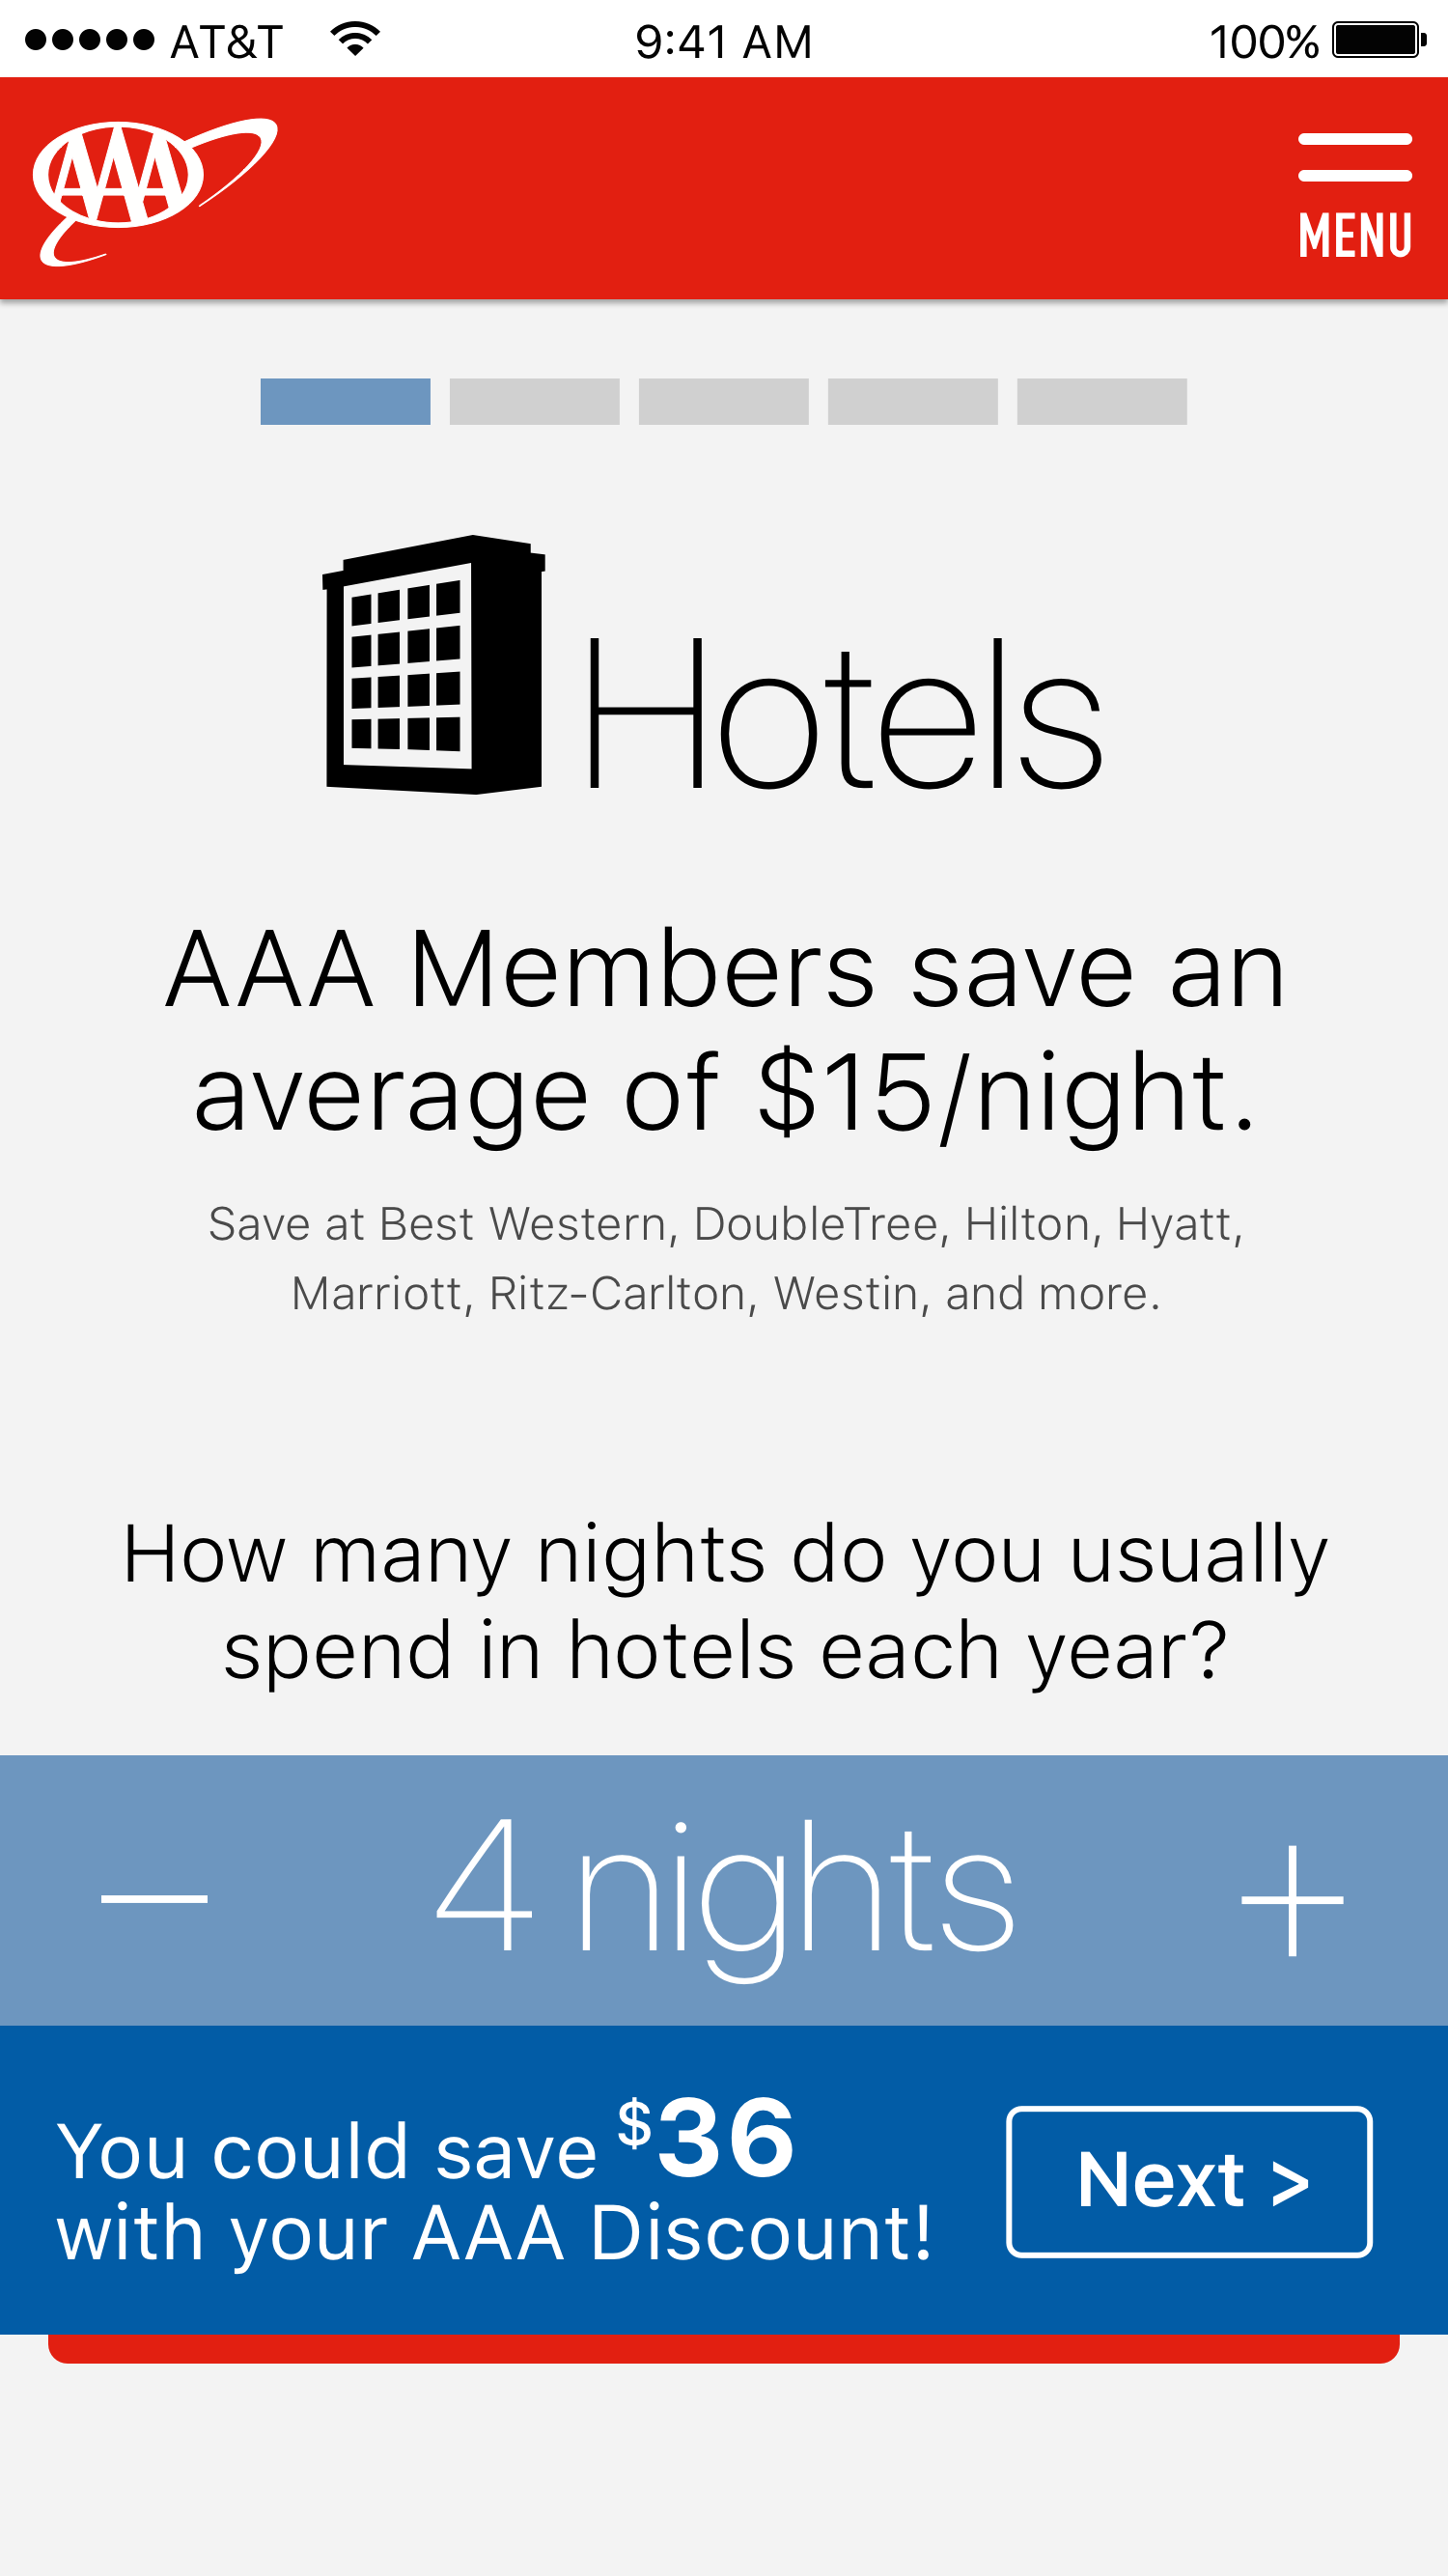 AT&T 9:41 AM 100%
AAA
MENU
Hotels
AAA Members save an
average of $15/night.
Save at Best Western, DoubleTree, Hilton, Hyatt,
Marriott, Ritz-Carlton, Westin, and more.
How many nights do you usually
spend in hotels each year?
— 4 nights +
You could save $36
with your AAA Discount!
Next >